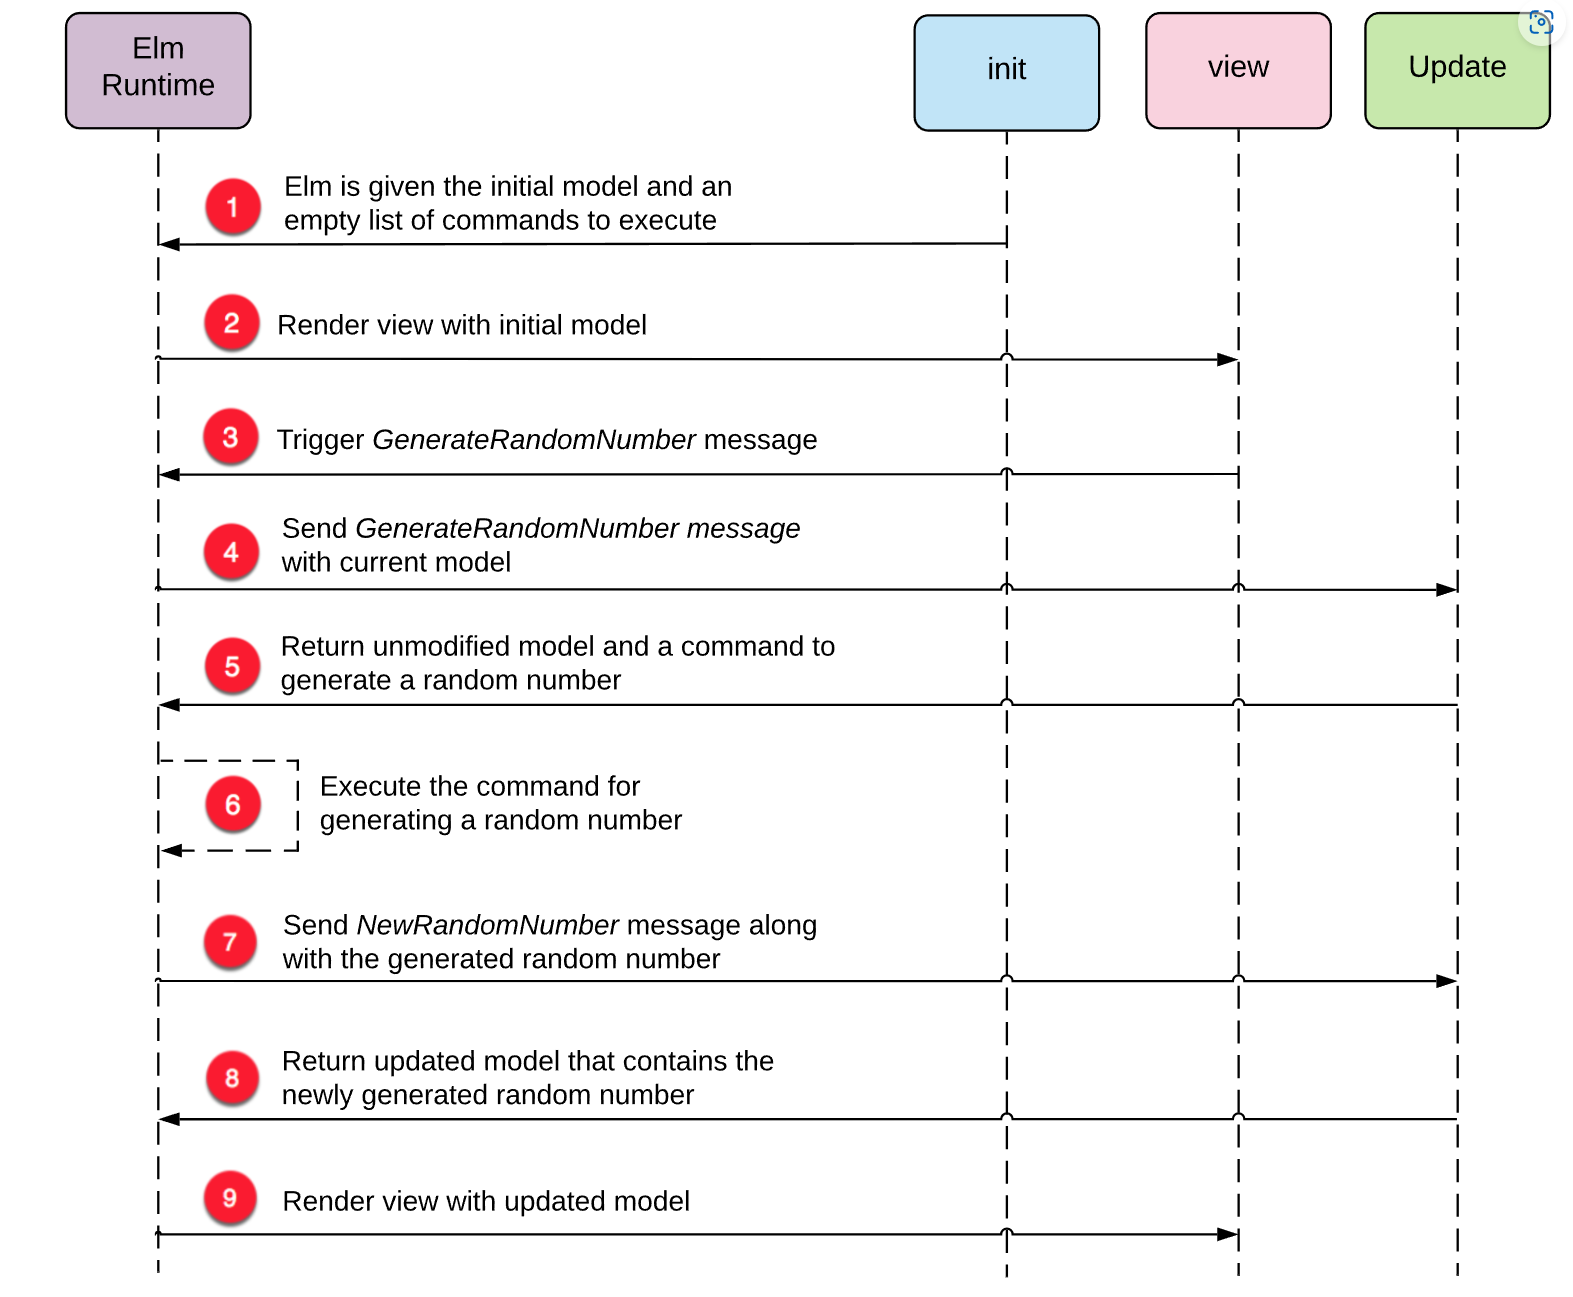 Elm
Runtime
init
view
Update
1
Elm is given the initial model and an
empty list of commands to execute
2
Render view with initial model
3
Trigger GenerateRandomNumber message
4
Send GenerateRandomNumber message
with current model
5
Return unmodified model and a command to
generate a random number
6
Execute the command for
generating a random number
7
Send NewRandomNumber message along
with the generated random number
8
Return updated model that contains the
newly generated random number
9
Render view with updated model